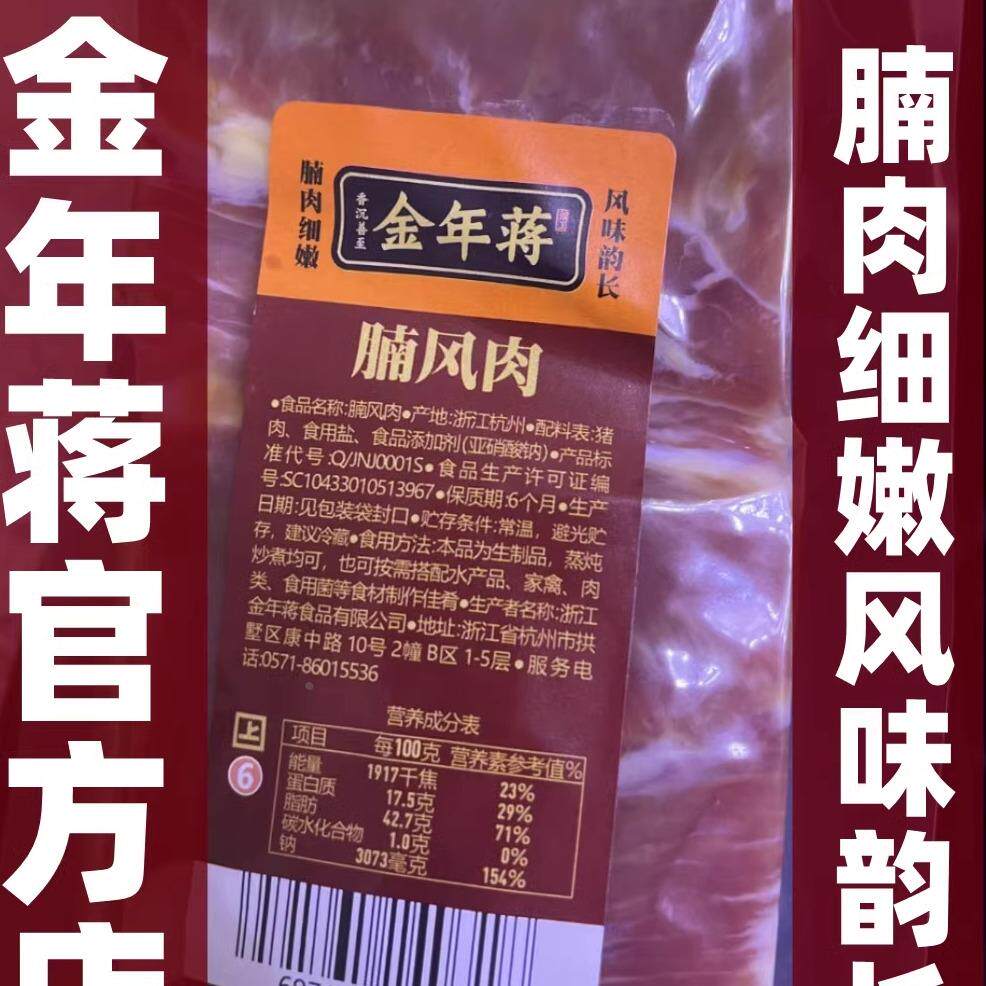 金年蒋官方店
腩肉细嫩风味韵长
腩肉细嫩
香沉善至
金年蒋
风味韵长
腩风肉
●食品名称:腩风肉●产地:浙江杭州●配料表:猪
肉、食用盐、食品添加剂(亚硝酸钠)●产品标
准代号:Q/JNJ0001S●食品生产许可证编
号:SC10433010513967●保质期:6个月●生产
日期:见包装袋封口●贮存条件:常温,避光贮
存,建议冷藏●食用方法:本品为生制品,蒸炖
炒煮均可,也可按需搭配水产品、家禽、肉
类、食用菌等食材制作佳肴●生产者名称:浙江
金年蒋食品有限公司●地址:浙江省杭州市拱
墅区康中路10号2幢B区1-5层●服务电
话:0571-86015536
营养成分表
上
6
项目 每100克 营养素参考值%
能量 1917千焦 23%
蛋白质 17.5克 29%
脂肪 42.7克 71%
碳水化合物 1.0克 0%
钠 3073毫克 154%